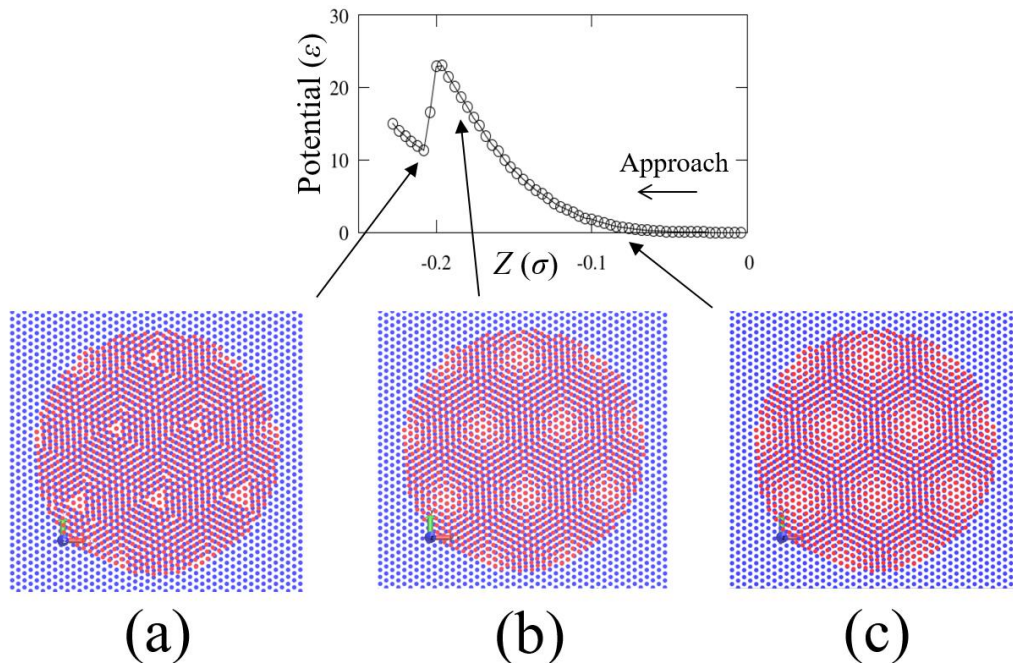 30
20
10
0
Potential (ε)
Approach
-0.2
-0.1
0
Z (σ)
(a)
(b)
(c)